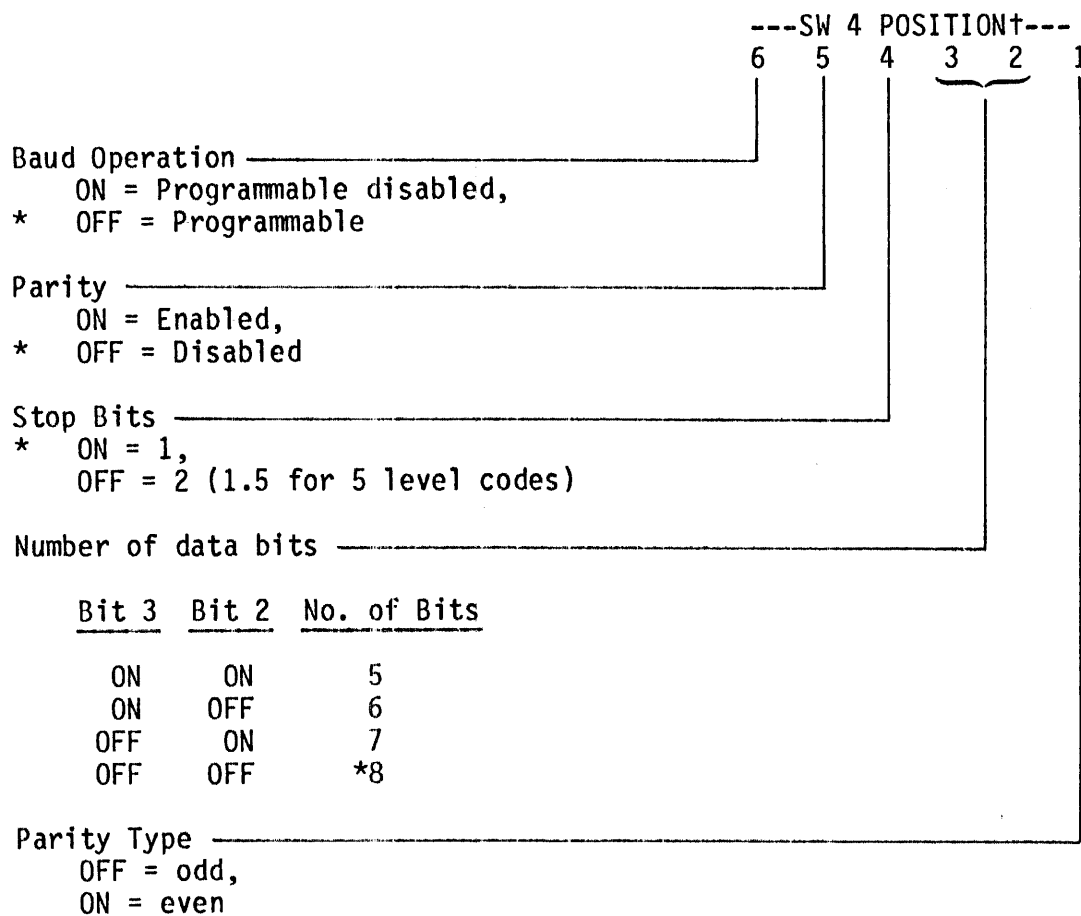 ---SW 4 POSITION†---
6 5 4 3 2 1
Baud Operation
ON = Programmable disabled,
* OFF = Programmable
Parity
ON = Enabled,
* OFF = Disabled
Stop Bits
* ON = 1,
OFF = 2 (1.5 for 5 level codes)
Number of data bits
Bit 3 Bit 2 No. of Bits
ON ON 5
ON OFF 6
OFF ON 7
OFF OFF *8
Parity Type
OFF = odd,
ON = even